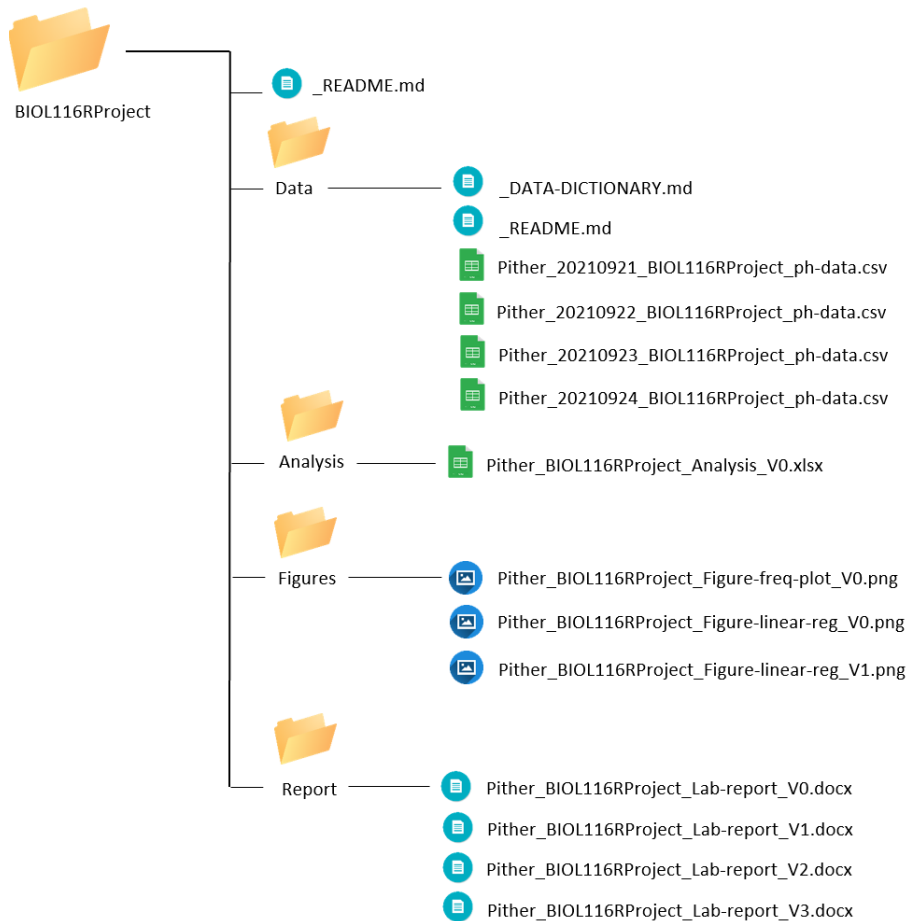 BIOL116RProject
_README.md
Data
_DATA-DICTIONARY.md
_README.md
Pither_20210921_BIOL116RProject_ph-data.csv
Pither_20210922_BIOL116RProject_ph-data.csv
Pither_20210923_BIOL116RProject_ph-data.csv
Pither_20210924_BIOL116RProject_ph-data.csv
Analysis
Pither_BIOL116RProject_Analysis_V0.xlsx
Figures
Pither_BIOL116RProject_Figure-freq-plot_V0.png
Pither_BIOL116RProject_Figure-linear-reg_V0.png
Pither_BIOL116RProject_Figure-linear-reg_V1.png
Report
Pither_BIOL116RProject_Lab-report_V0.docx
Pither_BIOL116RProject_Lab-report_V1.docx
Pither_BIOL116RProject_Lab-report_V2.docx
Pither_BIOL116RProject_Lab-report_V3.docx